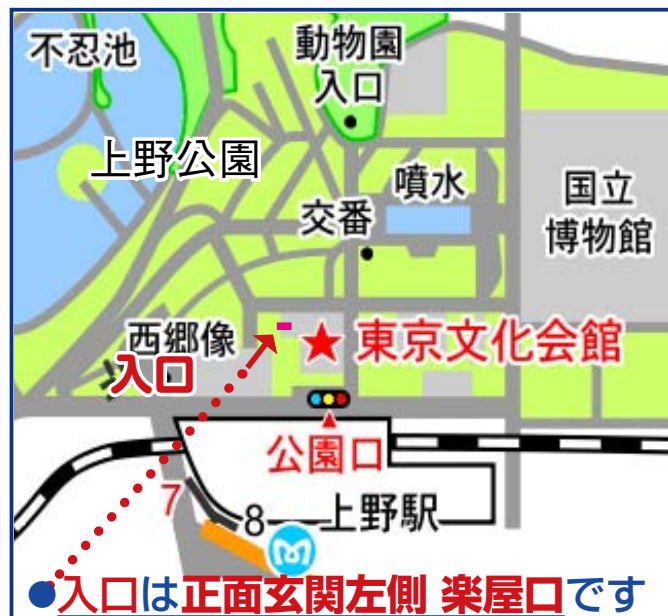 不忍池
動物園
入口
上野公園
噴水
国立
博物館
交番
西郷像
入口
★東京文化会館
公園口
7
8
上野駅
●入口は正面玄関左側 楽屋口です